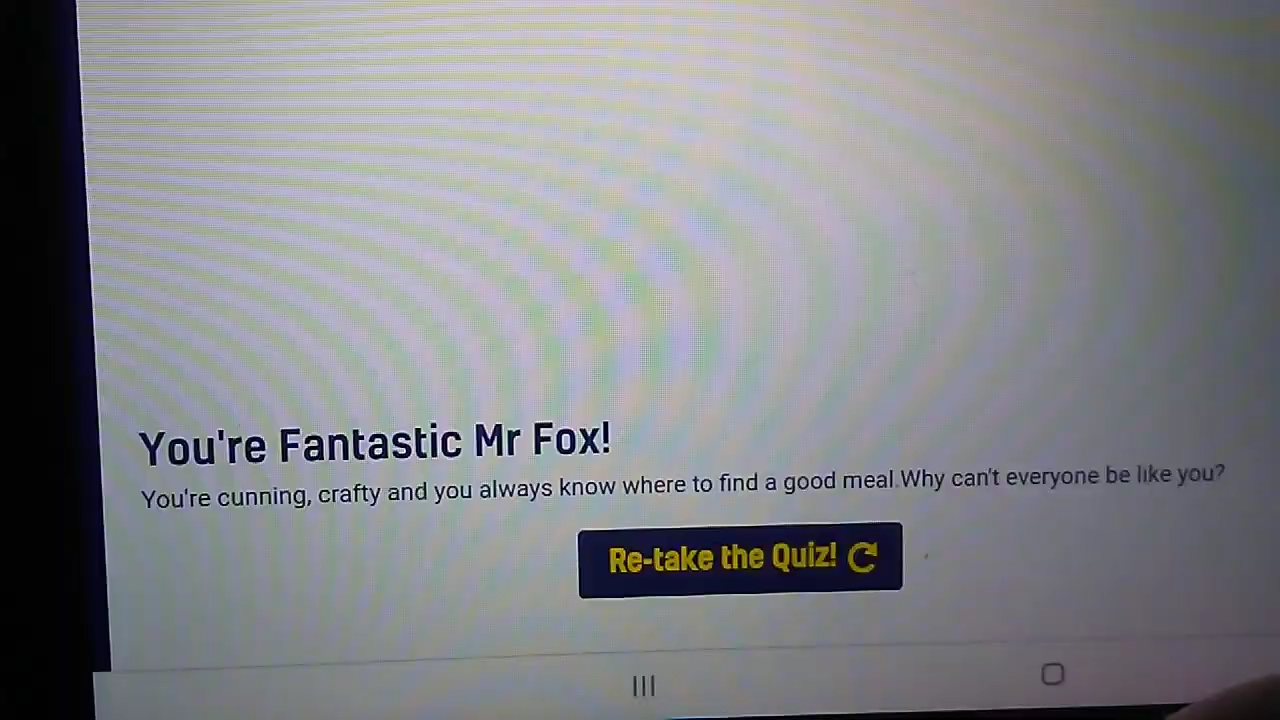 You're Fantastic Mr Fox!
You're cunning, crafty and you always know where to find a good meal.Why can't everyone be like you?
Re-take the Quiz!